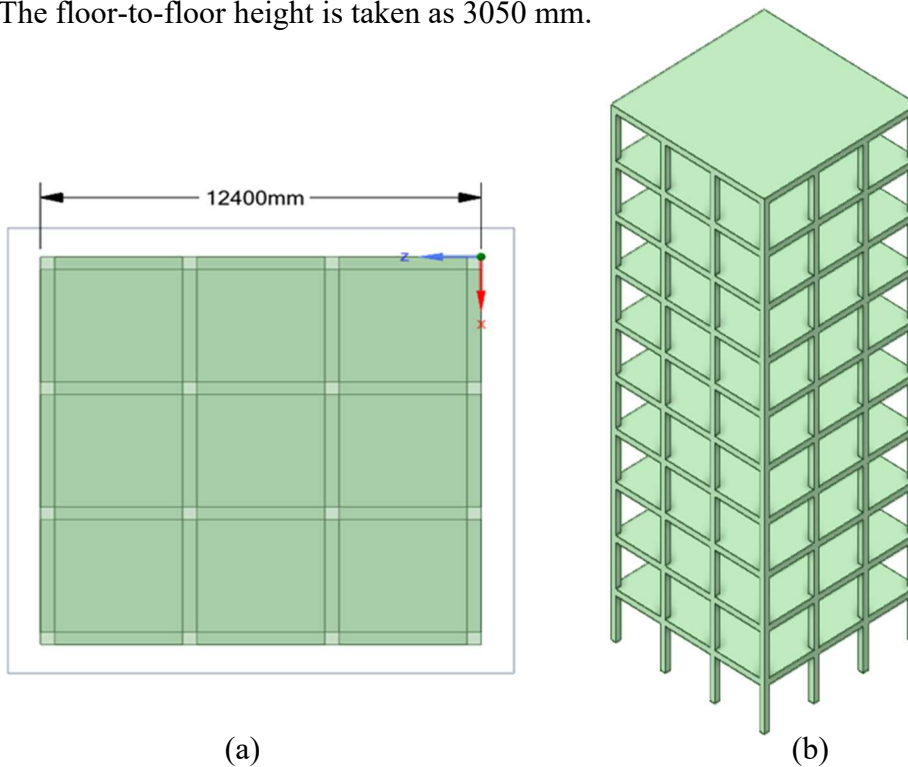 The floor-to-floor height is taken as 3050 mm.
12400mm
z
x
(a)
(b)